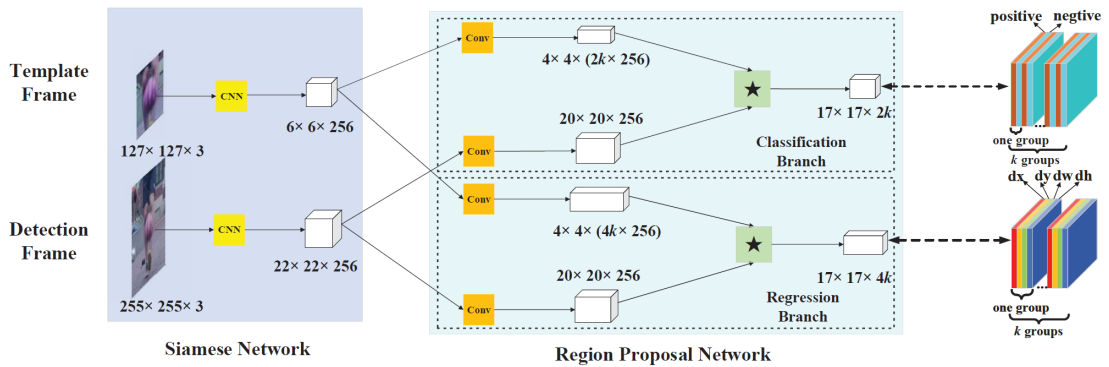 Template
Frame
127× 127× 3
CNN
6× 6× 256
Detection
Frame
255× 255× 3
CNN
22× 22× 256
Siamese Network
Conv
4× 4× (2k× 256)
20× 20× 256
Conv
17× 17× 2k
Classification
Branch
Conv
4× 4× (4k× 256)
20× 20× 256
Conv
17× 17× 4k
Regression
Branch
Region Proposal Network
positive negtive
...
one group
k groups
dx dy dw dh
...
one group
k groups